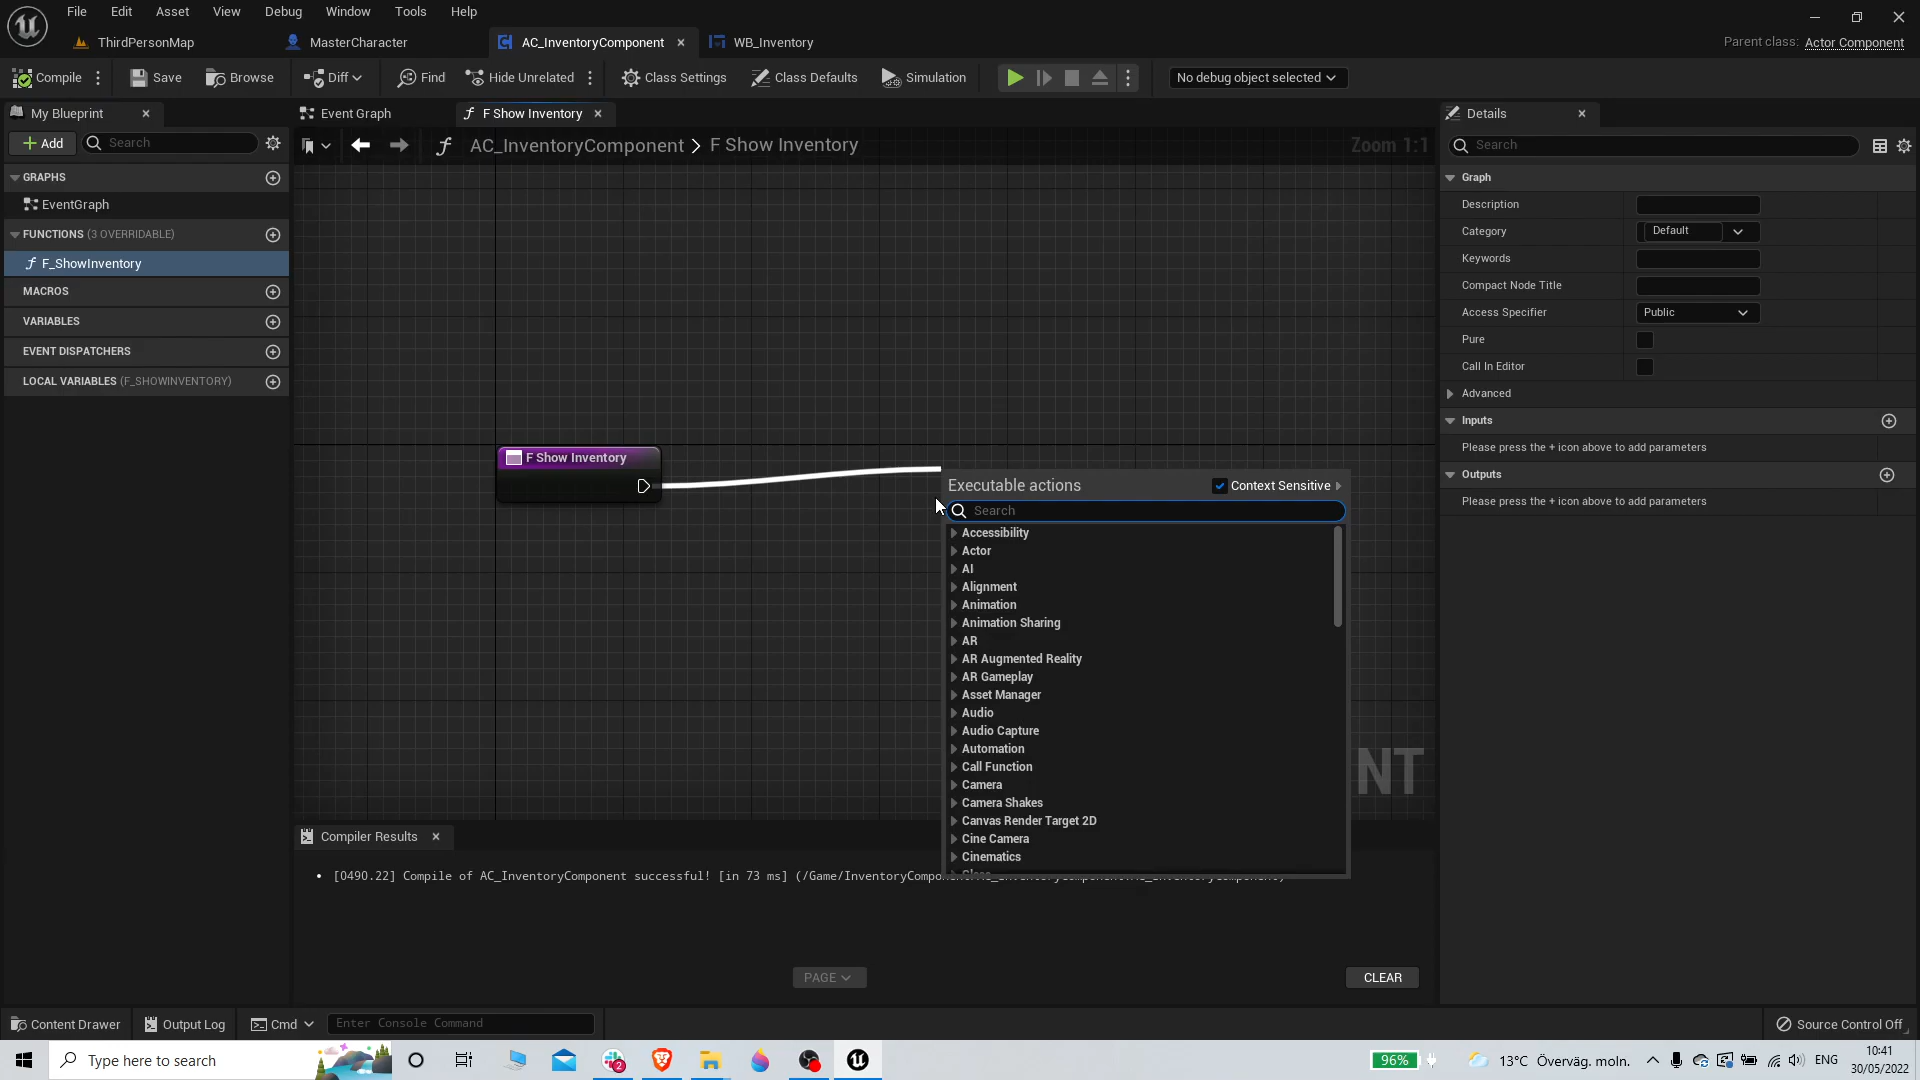 File Edit Asset View Debug Window Tools Help
ThirdPersonMap MasterCharacter AC_InventoryComponent WB_Inventory
Parent class: Actor Component
Compile Save Browse Diff Find Hide Unrelated Class Settings Class Defaults Simulation No debug object selected
My Blueprint
Event Graph
F Show Inventory
Details
Add
Search
AC_InventoryComponent > F Show Inventory
Zoom 1:1
Search
GRAPHS
EventGraph
FUNCTIONS (3 OVERRIDABLE)
F_ShowInventory
MACROS
VARIABLES
EVENT DISPATCHERS
LOCAL VARIABLES (F_SHOWINVENTORY)
F Show Inventory
Executable actions
Context Sensitive
Search
Accessibility
Actor
AI
Alignment
Animation
Animation Sharing
AR
AR Augmented Reality
AR Gameplay
Asset Manager
Audio
Audio Capture
Automation
Call Function
Camera
Camera Shakes
Canvas Render Target 2D
Cine Camera
Cinematics
NT
Graph
Description
Category Default
Keywords
Compact Node Title
Access Specifier Public
Pure
Call In Editor
Advanced
Inputs
Please press the + icon above to add parameters
Outputs
Please press the + icon above to add parameters
Compiler Results
[0490.22] Compile of AC_InventoryComponent successful! [in 73 ms] (/Game/InventoryCompon
PAGE
CLEAR
Content Drawer Output Log Cmd Enter Console Command Source Control Off
Type here to search
2
96%
13°C Överväg. moln.
ENG
10:41
30/05/2022